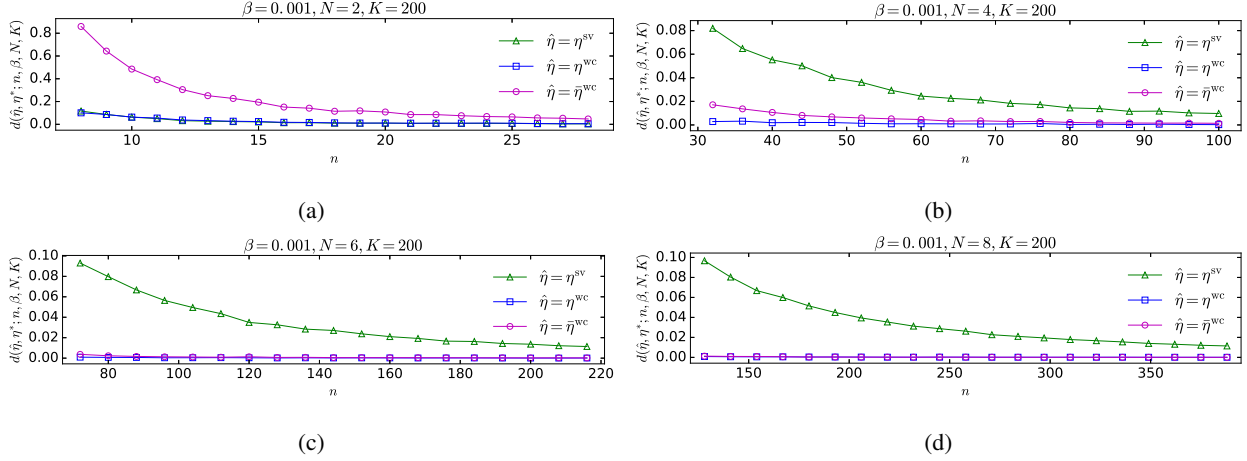 β=0.001, N=2, K=200
d(η̂, η*; n, β, N, K)
0.8
0.6
0.4
0.2
0.0
η̂=η^sv
η̂=η^wc
η̂=η̄^wc
10 15 20 25
n
(a)
β=0.001, N=4, K=200
d(η̂, η*; n, β, N, K)
0.08
0.06
0.04
0.02
0.00
η̂=η^sv
η̂=η^wc
η̂=η̄^wc
30 40 50 60 70 80 90 100
n
(b)
β=0.001, N=6, K=200
d(η̂, η*; n, β, N, K)
0.10
0.08
0.06
0.04
0.02
0.00
η̂=η^sv
η̂=η^wc
η̂=η̄^wc
80 100 120 140 160 180 200 220
n
(c)
β=0.001, N=8, K=200
d(η̂, η*; n, β, N, K)
0.10
0.08
0.06
0.04
0.02
0.00
η̂=η^sv
η̂=η^wc
η̂=η̄^wc
150 200 250 300 350
n
(d)